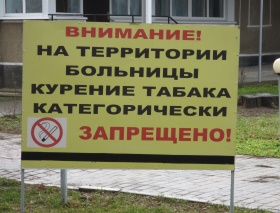 ВНИМАНИЕ!
НА ТЕРРИТОРИИ
БОЛЬНИЦЫ
КУРЕНИЕ ТАБАКА
КАТЕГОРИЧЕСКИ
ЗАПРЕЩЕНО!